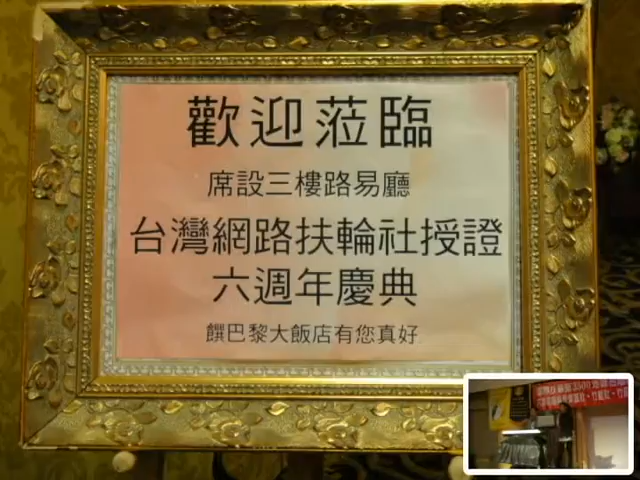 歡迎蒞臨
席設三樓路易廳
台灣網路扶輪社授證
六週年慶典
饌巴黎大飯店有您真好